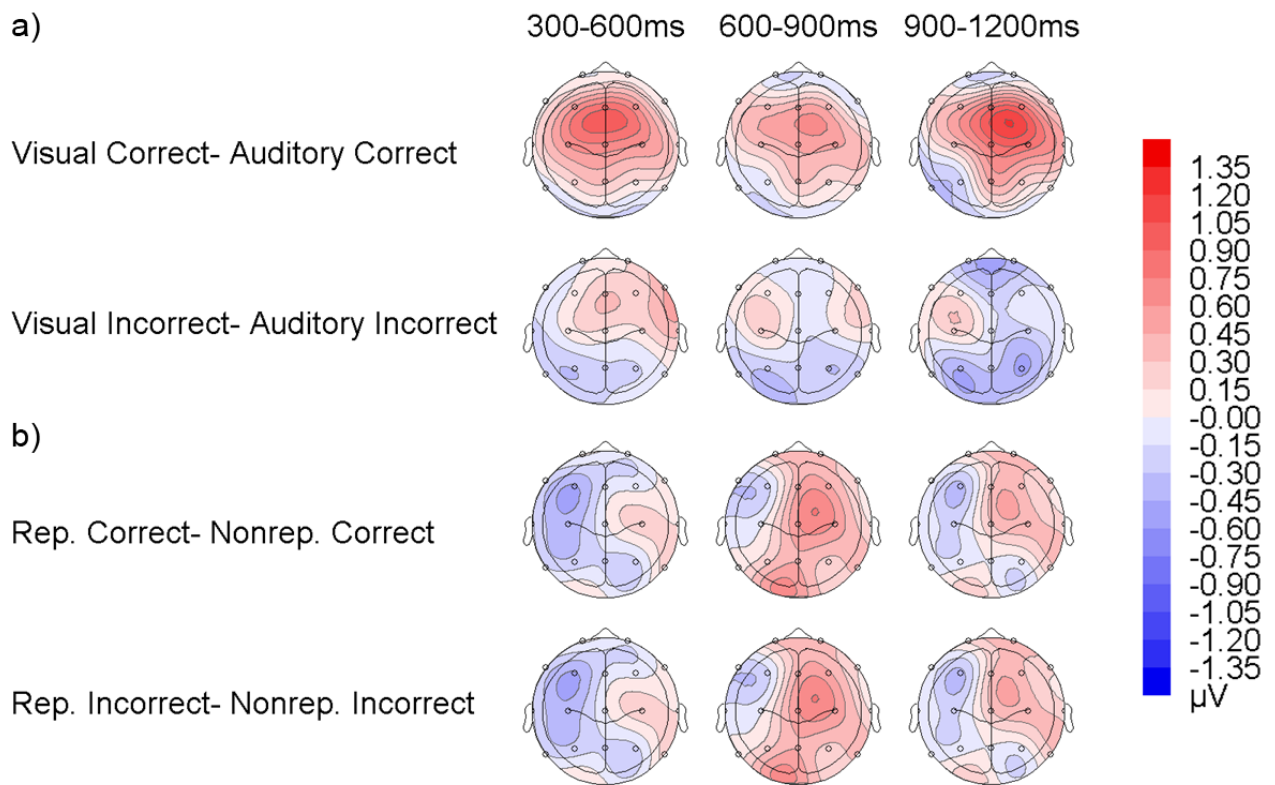 a)
300-600ms 600-900ms 900-1200ms
Visual Correct- Auditory Correct
Visual Incorrect- Auditory Incorrect
b)
Rep. Correct- Nonrep. Correct
Rep. Incorrect- Nonrep. Incorrect
1.35
1.20
1.05
0.90
0.75
0.60
0.45
0.30
0.15
-0.00
-0.15
-0.30
-0.45
-0.60
-0.75
-0.90
-1.05
-1.20
-1.35
µV